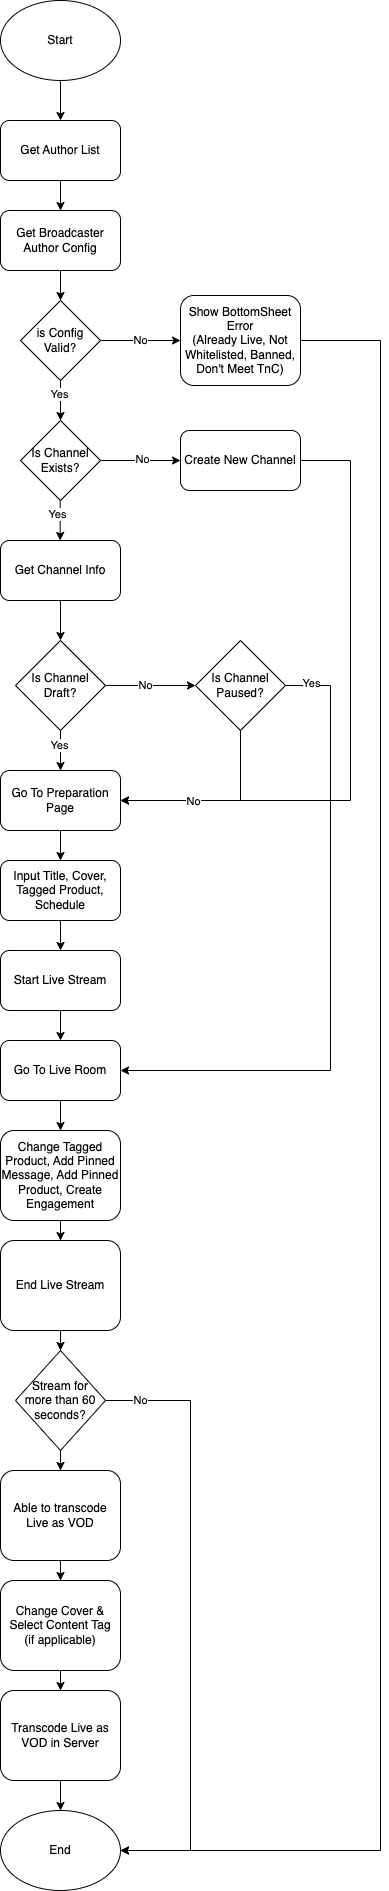 Start
Get Author List
Get Broadcaster
Author Config
is Config
Valid?
No
Show BottomSheet
Error
(Already Live, Not
Whitelisted, Banned,
Don't Meet TnC)
Yes
Is Channel
Exists?
No
Create New Channel
Yes
Get Channel Info
Is Channel
Draft?
No
Is Channel
Paused?
Yes
Yes
Go To Preparation
Page
No
Input Title, Cover,
Tagged Product,
Schedule
Start Live Stream
Go To Live Room
Change Tagged
Product, Add Pinned
Message, Add Pinned
Product, Create
Engagement
End Live Stream
Stream for
more than 60
seconds?
No
Able to transcode
Live as VOD
Change Cover &
Select Content Tag
(if applicable)
Transcode Live as
VOD in Server
End